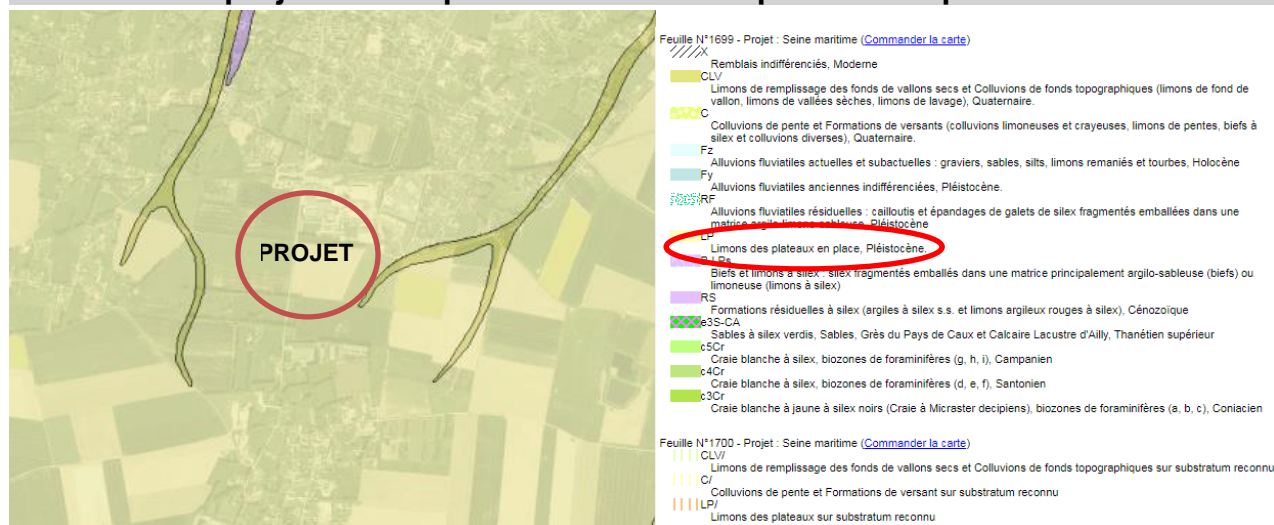 PROJET
Feuille N°1699 - Projet : Seine maritime (Commander la carte)
X
Remblais indifférenciés, Moderne
CLV
Limons de remplissage des fonds de vallons secs et Colluvions de fonds topographiques (limons de fond de
vallon, limons de vallées sèches, limons de lavage), Quaternaire.
C
Colluvions de pente et Formations de versants (colluvions limoneuses et crayeuses, limons de pentes, biefs à
silex et colluvions diverses), Quaternaire.
Fz
Alluvions fluviatiles actuelles et subactuelles : graviers, sables, silts, limons remaniés et tourbes, Holocène
Fy
Alluvions fluviatiles anciennes indifférenciées, Pléistocène.
RF
Alluvions fluviatiles résiduelles : cailloutis et épandages de galets de silex fragmentés emballées dans une
matrice argilo-limono-sableuse, Pléistocène
LP
Limons des plateaux en place, Pléistocène.
B-LPs
Biefs et limons à silex : silex fragmentés emballés dans une matrice principalement argilo-sableuse (biefs) ou
limoneuse (limons à silex)
RS
Formations résiduelles à silex (argiles à silex s.s. et limons argileux rouges à silex), Cénozoïque
e3S-CA
Sables à silex verdis, Sables, Grès du Pays de Caux et Calcaire Lacustre d'Ailly, Thanétien supérieur
c5Cr
Craie blanche à silex, biozones de foraminifères (g, h, i), Campanien
c4Cr
Craie blanche à silex, biozones de foraminifères (d, e, f), Santonien
c3Cr
Craie blanche à jaune à silex noirs (Craie à Micraster decipiens), biozones de foraminifères (a, b, c), Coniacien
Feuille N°1700 - Projet : Seine maritime (Commander la carte)
CLV/
Limons de remplissage des fonds de vallons secs et Colluvions de fonds topographiques sur substratum reconnu
C/
Colluvions de pente et Formations de versant sur substratum reconnu
LP/
Limons des plateaux sur substratum reconnu